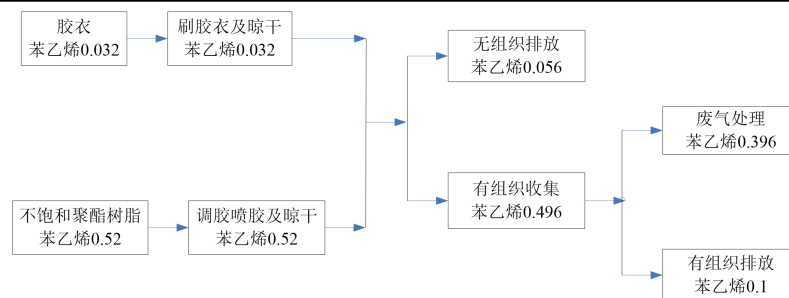 胶衣
苯乙烯0.032
刷胶衣及晾干
苯乙烯0.032
无组织排放
苯乙烯0.056
废气处理
苯乙烯0.396
不饱和聚酯树脂
苯乙烯0.52
调胶喷胶及晾干
苯乙烯0.52
有组织收集
苯乙烯0.496
有组织排放
苯乙烯0.1